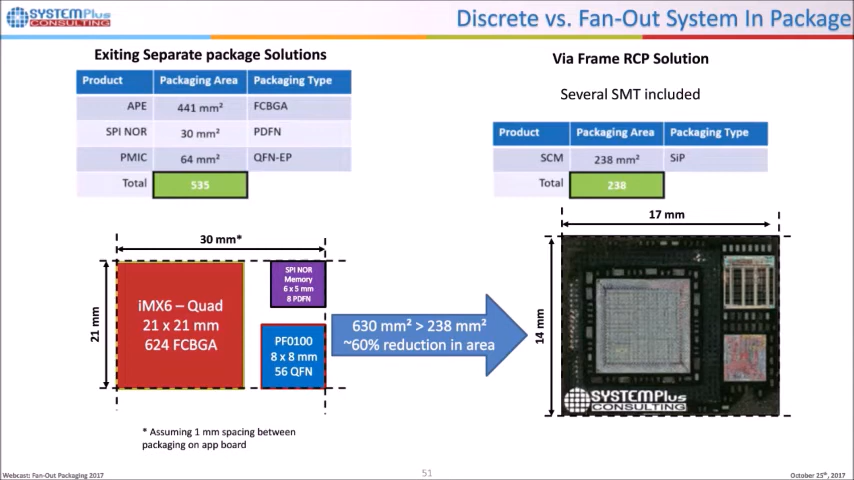 SYSTEMPlus
CONSULTING
Discrete vs. Fan-Out System In Package
Exiting Separate package Solutions
Product Packaging Area Packaging Type
APE 441 mm² FCBGA
SPI NOR 30 mm² PDFN
PMIC 64 mm² QFN-EP
Total 535
Via Frame RCP Solution
Several SMT included
Product Packaging Area Packaging Type
SCM 238 mm² SiP
Total 238
30 mm*
21 mm
iMX6 – Quad
21 x 21 mm
624 FCBGA
SPI NOR
Memory
6 x 5 mm
8 PDFN
PF0100
8 x 8 mm
56 QFN
630 mm² > 238 mm²
~60% reduction in area
17 mm
14 mm
SYSTEMPlus
CONSULTING
* Assuming 1 mm spacing between
packaging on app board
Webcast: Fan-Out Packaging 2017
51
October 25th, 2017